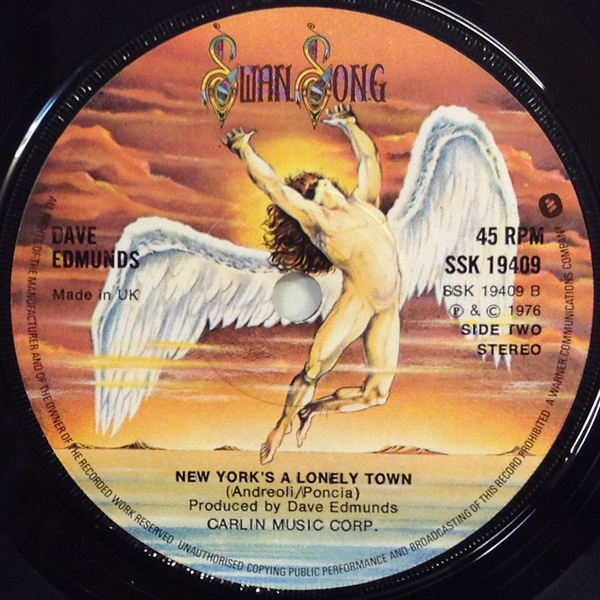 SWAN SONG
DAVE
EDMUNDS
Made in UK
45 RPM
SSK 19409
SSK 19409 B
Ⓟ & © 1976
SIDE TWO
STEREO
NEW YORK'S A LONELY TOWN
(Andreoli/Poncia)
Produced by Dave Edmunds
CARLIN MUSIC CORP.
ALL RIGHTS OF THE MANUFACTURER AND OF THE OWNER OF THE RECORDED WORK RESERVED. UNAUTHORISED COPYING PUBLIC PERFORMANCE AND BROADCASTING OF THIS RECORD PROHIBITED · A WARNER COMMUNICATIONS COMPANY